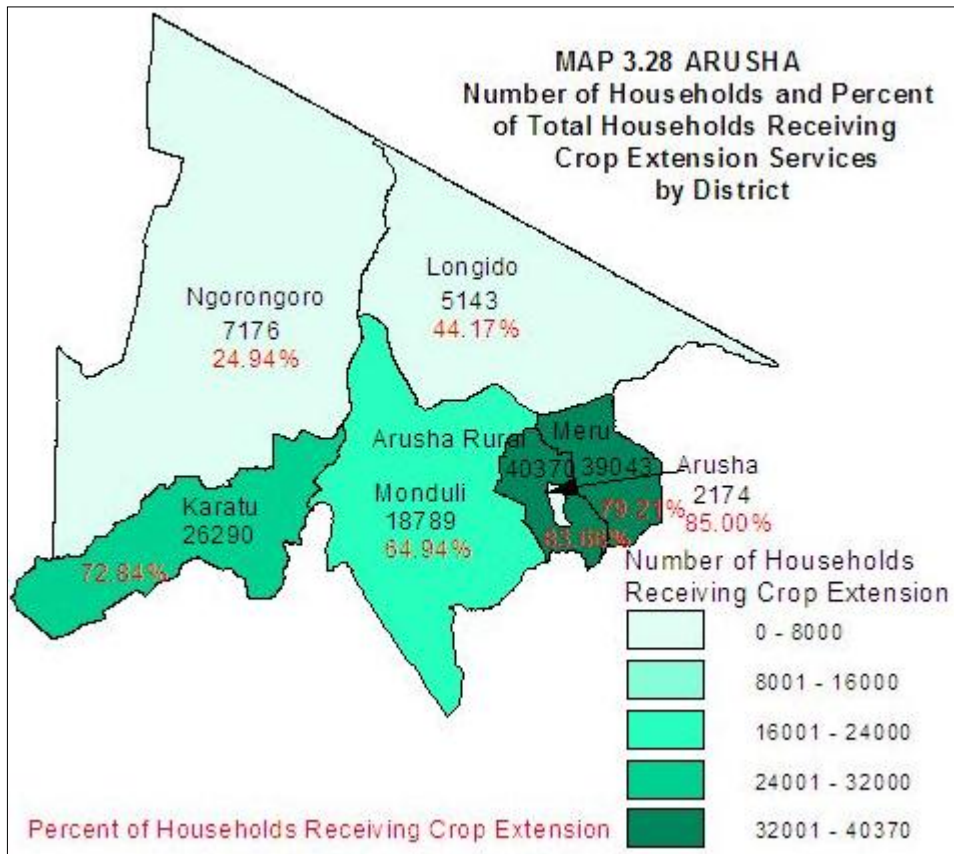 MAP 3.28 ARUSHA
Number of Households and Percent
of Total Households Receiving
Crop Extension Services
by District
Longido
5143
44.17%
Ngorongoro
7176
24.94%
Arusha Rural
40370
Meru
39043
79.21%
83.66%
Arusha
2174
85.00%
Monduli
18789
64.94%
Karatu
26290
72.84%
Number of Households
Receiving Crop Extension
0 - 8000
8001 - 16000
16001 - 24000
24001 - 32000
32001 - 40370
Percent of Households Receiving Crop Extension